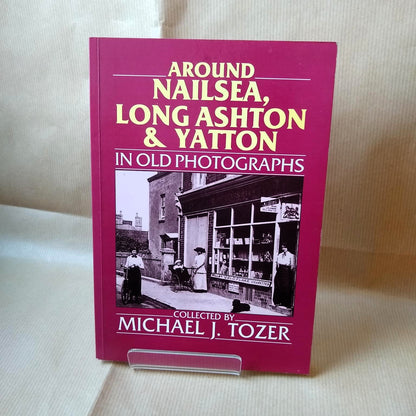 AROUND
NAILSEA,
LONG ASHTON
& YATTON
IN OLD PHOTOGRAPHS
COLLECTED BY
MICHAEL J. TOZER